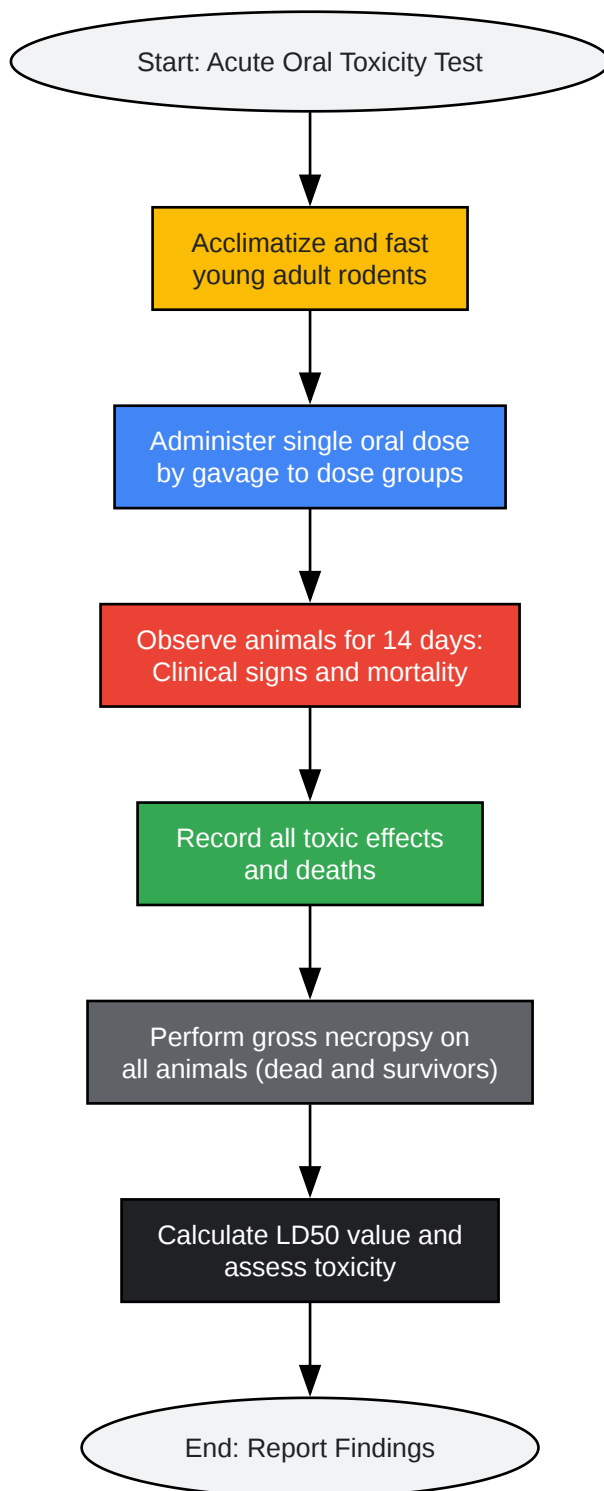 Start: Acute Oral Toxicity Test
Acclimatize and fast
young adult rodents
Administer single oral dose
by gavage to dose groups
Observe animals for 14 days:
Clinical signs and mortality
Record all toxic effects
and deaths
Perform gross necropsy on
all animals (dead and survivors)
Calculate LD50 value and
assess toxicity
End: Report Findings